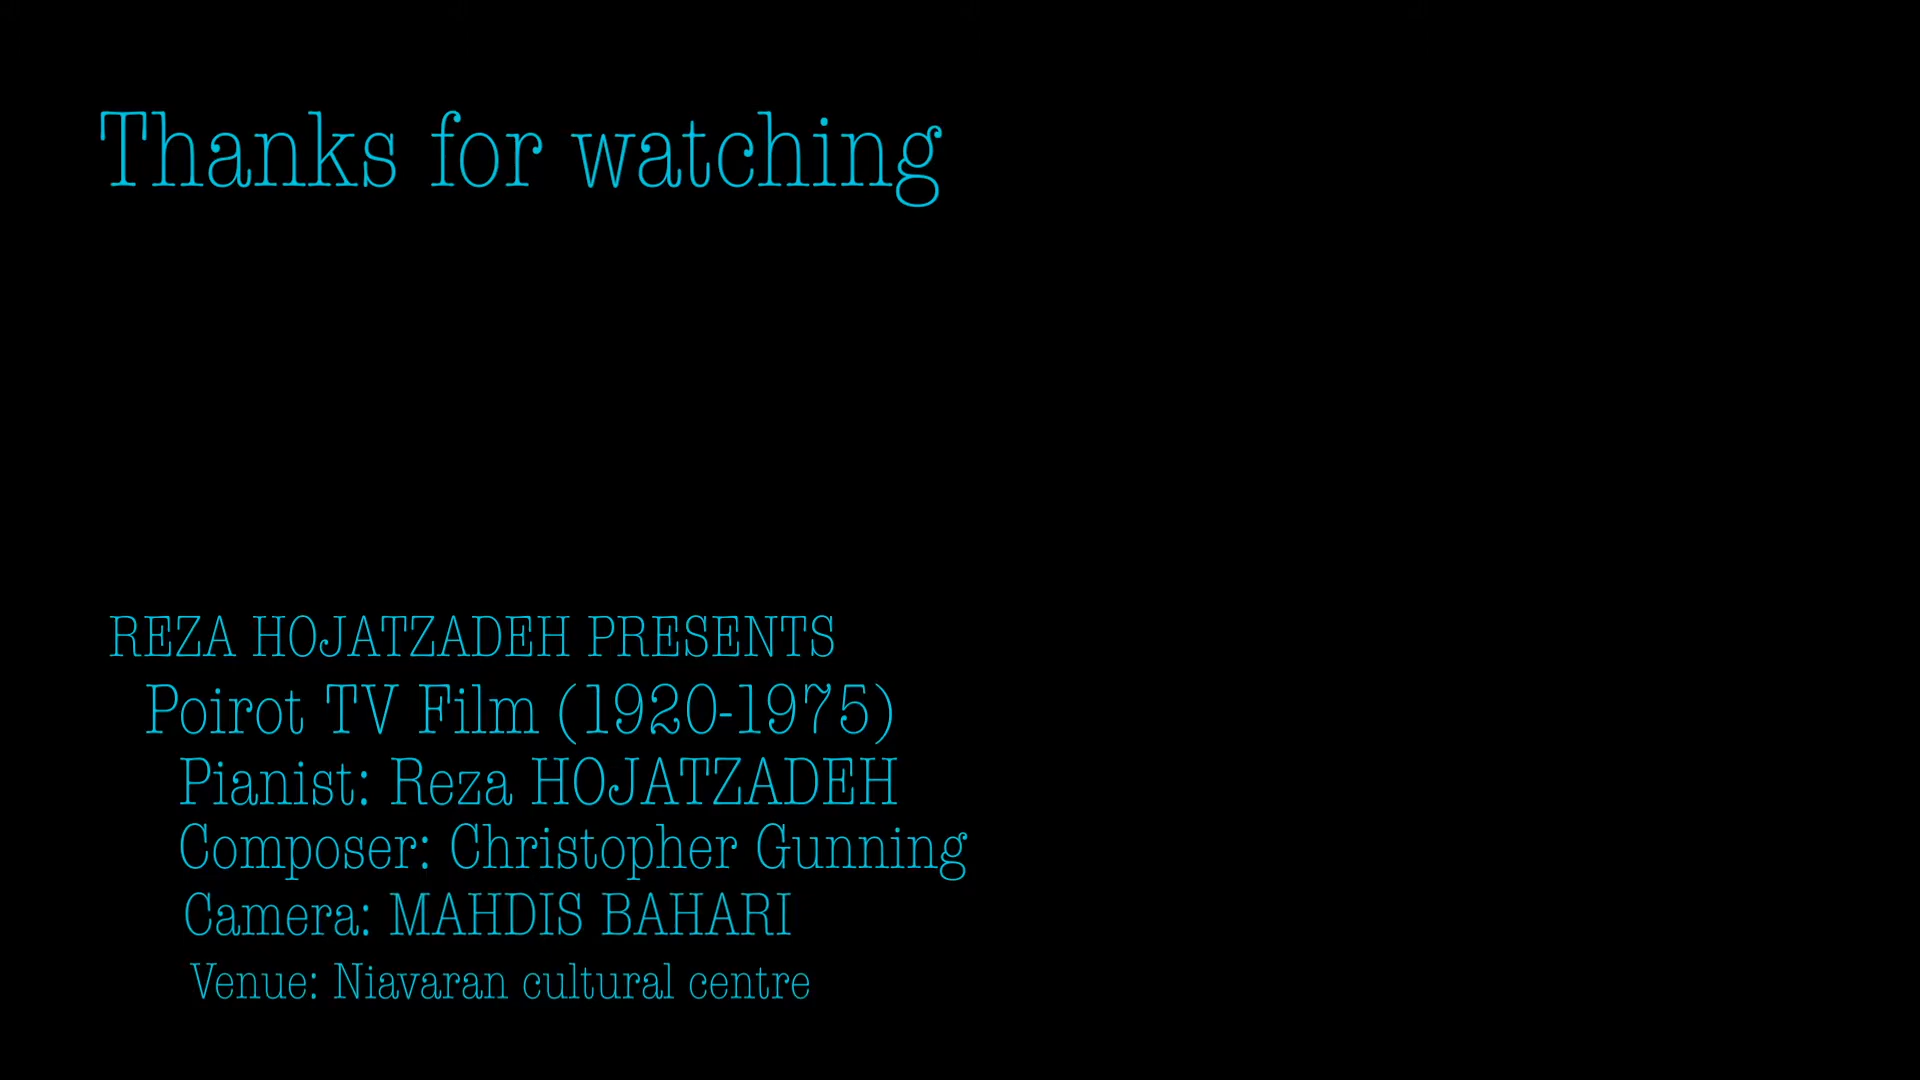 Thanks for watching
REZA HOJATZADEH PRESENTS
Poirot TV Film (1920-1975)
Pianist: Reza HOJATZADEH
Composer: Christopher Gunning
Camera: MAHDIS BAHARI
Venue: Niavaran cultural centre